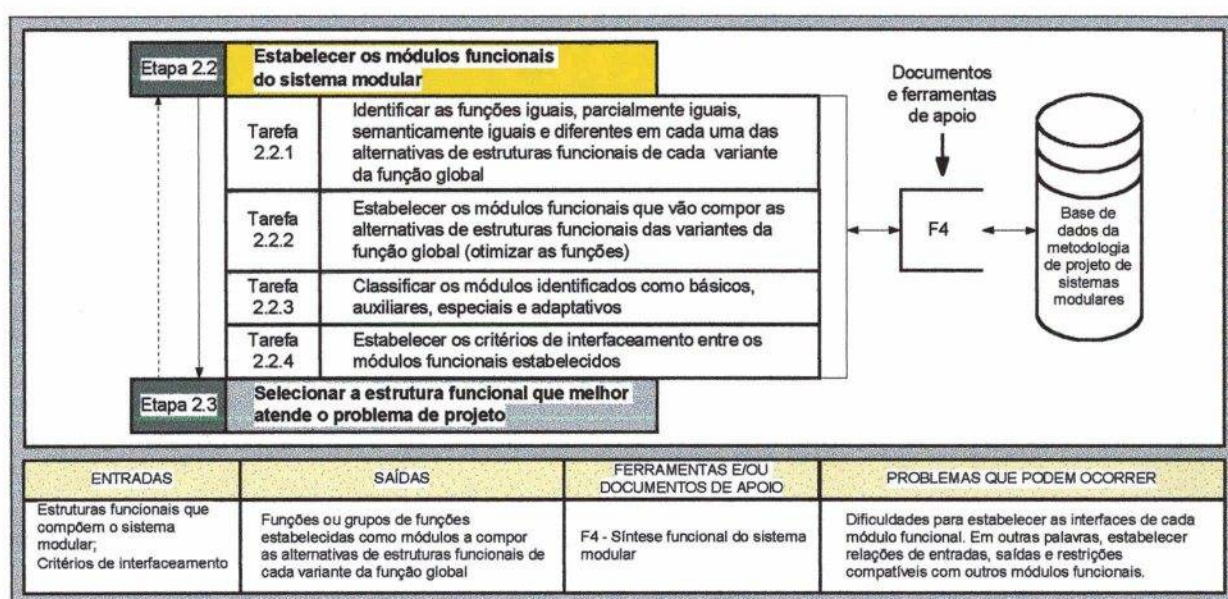 Etapa 2.2
Estabelecer os módulos funcionais
do sistema modular
Tarefa
2.2.1
Identificar as funções iguais, parcialmente iguais,
semanticamente iguais e diferentes em cada uma das
alternativas de estruturas funcionais de cada variante
da função global
Tarefa
2.2.2
Estabelecer os módulos funcionais que vão compor as
alternativas de estruturas funcionais das variantes da
função global (otimizar as funções)
Tarefa
2.2.3
Classificar os módulos identificados como básicos,
auxiliares, especiais e adaptativos
Tarefa
2.2.4
Estabelecer os critérios de interfaceamento entre os
módulos funcionais estabelecidos
Etapa 2.3
Selecionar a estrutura funcional que melhor
atende o problema de projeto
Documentos
e ferramentas
de apoio
F4
Base de
dados da
metodologia
de projeto de
sistemas
modulares
ENTRADAS
SAÍDAS
FERRAMENTAS E/OU
DOCUMENTOS DE APOIO
PROBLEMAS QUE PODEM OCORRER
Estruturas funcionais que
compõem o sistema
modular;
Critérios de interfaceamento
Funções ou grupos de funções
estabelecidas como módulos a compor
as alternativas de estruturas funcionais de
cada variante da função global
F4 - Síntese funcional do sistema
modular
Dificuldades para estabelecer as interfaces de cada
módulo funcional. Em outras palavras, estabelecer
relações de entradas, saídas e restrições
compatíveis com outros módulos funcionais.